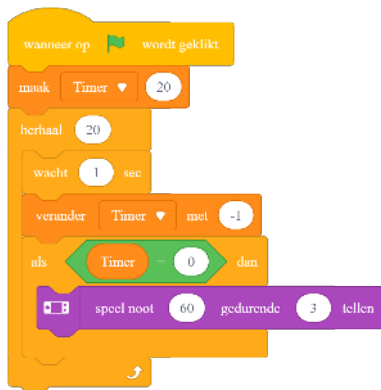 wanneer op wordt geklikt
maak Timer 20
herhaal 20
wacht 1 sec
verander Timer met -1
als Timer = 0 dan
speel noot 60 gedurende 3 tellen